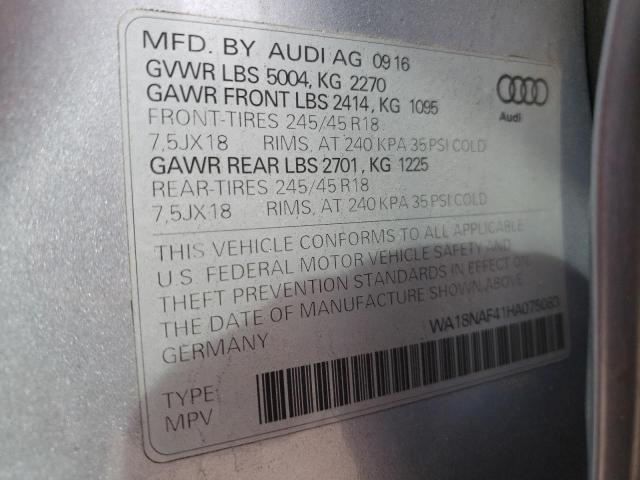 MFD. BY AUDI AG 09 16
GVWR LBS 5004, KG 2270
GAWR FRONT LBS 2414, KG 1095
FRONT-TIRES 245/45 R18
7,5JX18 RIMS, AT 240 KPA 35 PSI COLD
GAWR REAR LBS 2701, KG 1225
REAR-TIRES 245/45 R18
7,5JX18 RIMS, AT 240 KPA 35 PSI COLD
Audi
THIS VEHICLE CONFORMS TO ALL APPLICABLE
U.S. FEDERAL MOTOR VEHICLE SAFETY AND
THEFT PREVENTION STANDARDS IN EFFECT ON
THE DATE OF MANUFACTURE SHOWN ABOVE
GERMANY
WA18NAF41HA075083
TYPE:
MPV